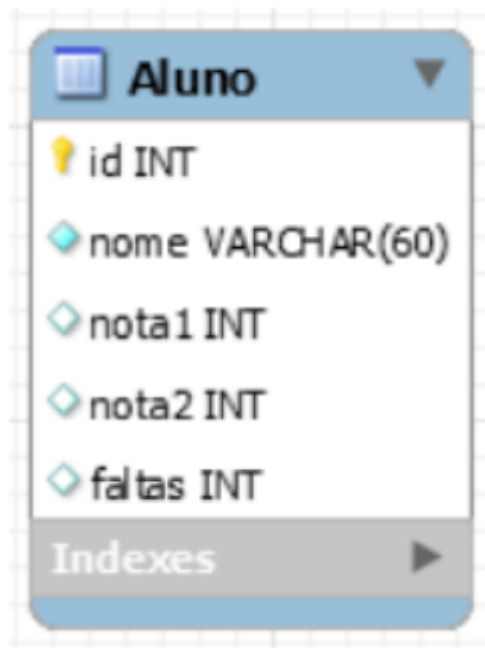 Aluno
id INT
nome VARCHAR(60)
nota1 INT
nota2 INT
faltas INT
Indexes